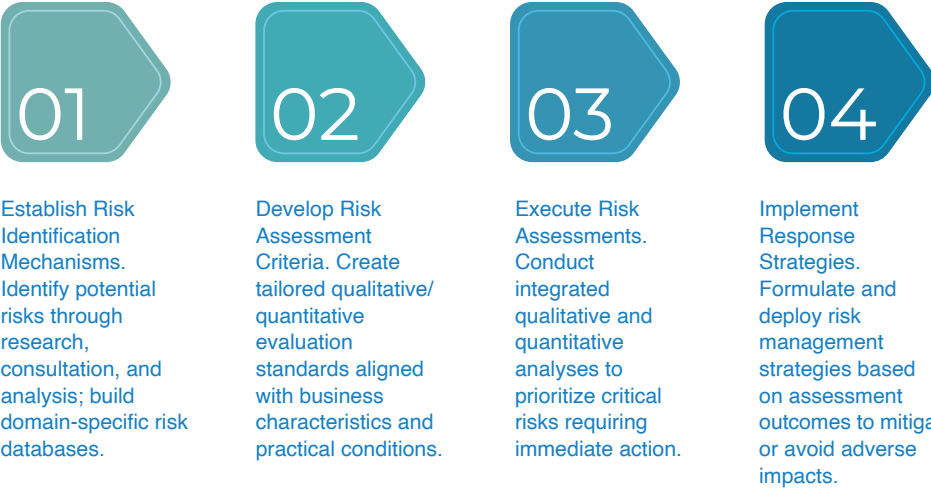 01
Establish Risk
Identification
Mechanisms.
Identify potential
risks through
research,
consultation, and
analysis; build
domain-specific risk
databases.
02
Develop Risk
Assessment
Criteria. Create
tailored qualitative/
quantitative
evaluation
standards aligned
with business
characteristics and
practical conditions.
03
Execute Risk
Assessments.
Conduct
integrated
qualitative and
quantitative
analyses to
prioritize critical
risks requiring
immediate action.
04
Implement
Response
Strategies.
Formulate and
deploy risk
management
strategies based
on assessment
outcomes to
or avoid adverse
impacts.